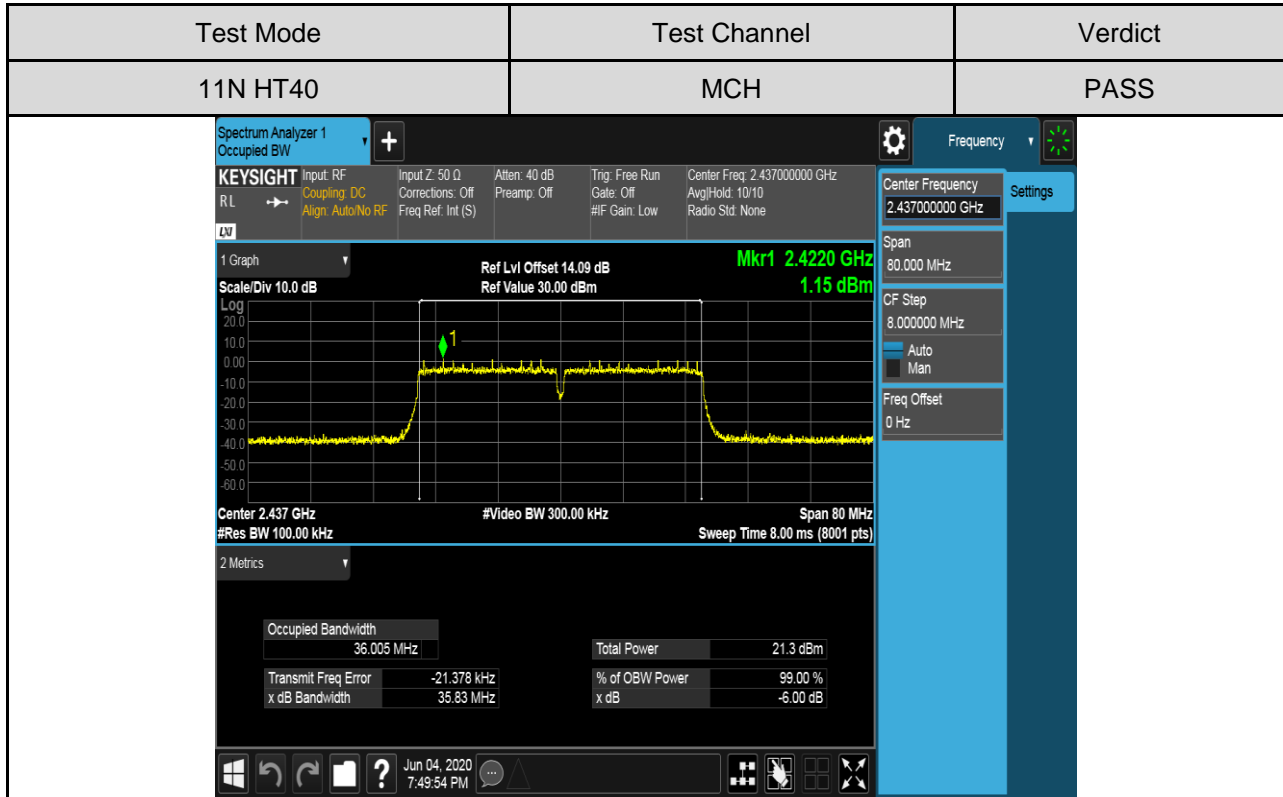 Test Mode Test Channel Verdict
11N HT40 MCH PASS
Spectrum Analyzer 1
Occupied BW
+
Frequency
KEYSIGHT Input: RF Input Z: 50 Ω Atten: 40 dB Trig: Free Run Center Freq: 2.437000000 GHz
RL Coupling: DC Corrections: Off Preamp: Off Gate: Off Avg|Hold: 10/10
Align: Auto/No RF Freq Ref: Int (S) #IF Gain: Low Radio Std: None
LXI
Center Frequency
2.437000000 GHz
Settings
Span
80.000 MHz
CF Step
8.000000 MHz
Auto
Man
Freq Offset
0 Hz
1 Graph
Ref Lvl Offset 14.09 dB
Mkr1 2.4220 GHz
Scale/Div 10.0 dB Ref Value 30.00 dBm 1.15 dBm
Log
20.0
10.0
1
0.00
-10.0
-20.0
-30.0
-40.0
-50.0
-60.0
Center 2.437 GHz #Video BW 300.00 kHz Span 80 MHz
#Res BW 100.00 kHz Sweep Time 8.00 ms (8001 pts)
2 Metrics
Occupied Bandwidth
36.005 MHz
Total Power 21.3 dBm
Transmit Freq Error -21.378 kHz % of OBW Power 99.00 %
x dB Bandwidth 35.83 MHz x dB -6.00 dB
?
Jun 04, 2020
7:49:54 PM